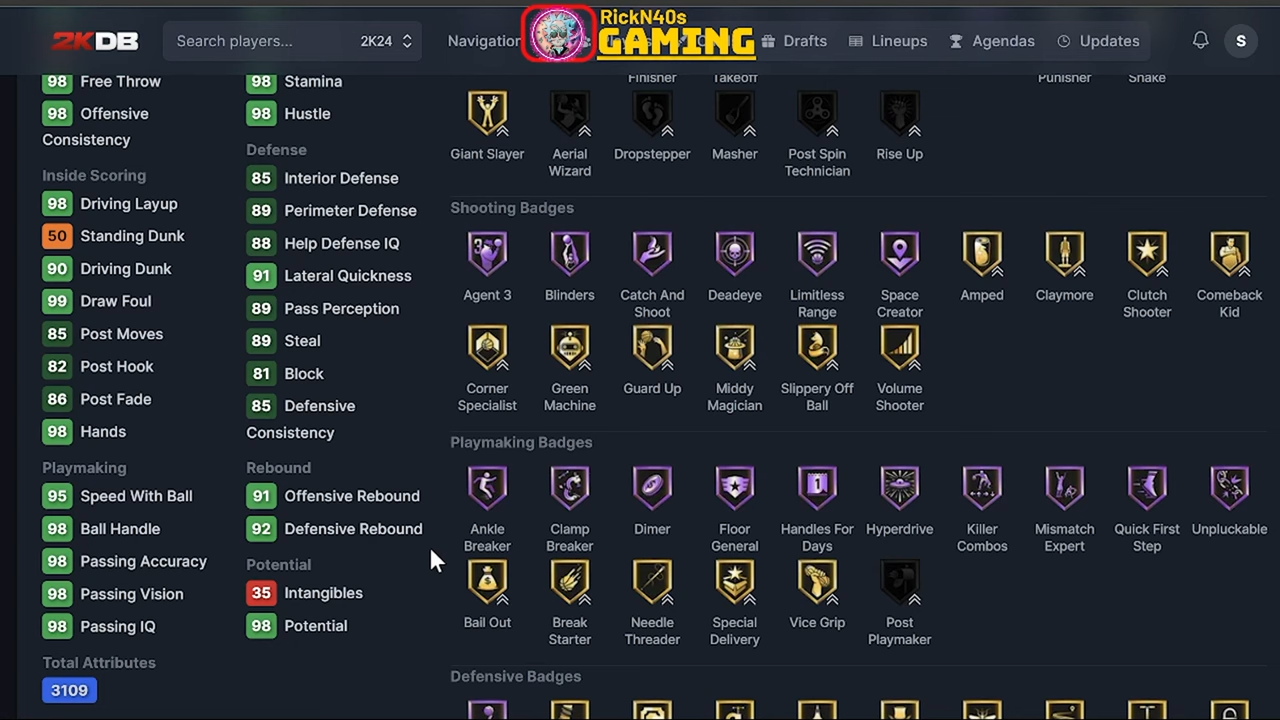 2KDB
Search players...
2K24
Navigation
RickN40s
GAMING
Drafts
Lineups
Agendas
Updates
S
98 Free Throw
98 Offensive
Consistency
Inside Scoring
98 Driving Layup
50 Standing Dunk
90 Driving Dunk
99 Draw Foul
85 Post Moves
82 Post Hook
86 Post Fade
98 Hands
Playmaking
95 Speed With Ball
98 Ball Handle
98 Passing Accuracy
98 Passing Vision
98 Passing IQ
Total Attributes
3109
98 Stamina
98 Hustle
Defense
85 Interior Defense
89 Perimeter Defense
88 Help Defense IQ
91 Lateral Quickness
89 Pass Perception
89 Steal
81 Block
85 Defensive
Consistency
Rebound
91 Offensive Rebound
92 Defensive Rebound
Potential
35 Intangibles
98 Potential
Finisher
Takeoff
Punisher
Snake
Giant Slayer
Aerial
Wizard
Dropstepper
Masher
Post Spin
Technician
Rise Up
Shooting Badges
Agent 3
Blinders
Catch And
Shoot
Deadeye
Limitless
Range
Space
Creator
Amped
Claymore
Clutch
Shooter
Comeback
Kid
Corner
Specialist
Green
Machine
Guard Up
Middy
Magician
Slippery Off
Ball
Volume
Shooter
Playmaking Badges
Ankle
Breaker
Clamp
Breaker
Dimer
Floor
General
Handles For
Days
Hyperdrive
Killer
Combos
Mismatch
Expert
Quick First
Step
Unpluckable
Bail Out
Break
Starter
Needle
Threader
Special
Delivery
Vice Grip
Post
Playmaker
Defensive Badges